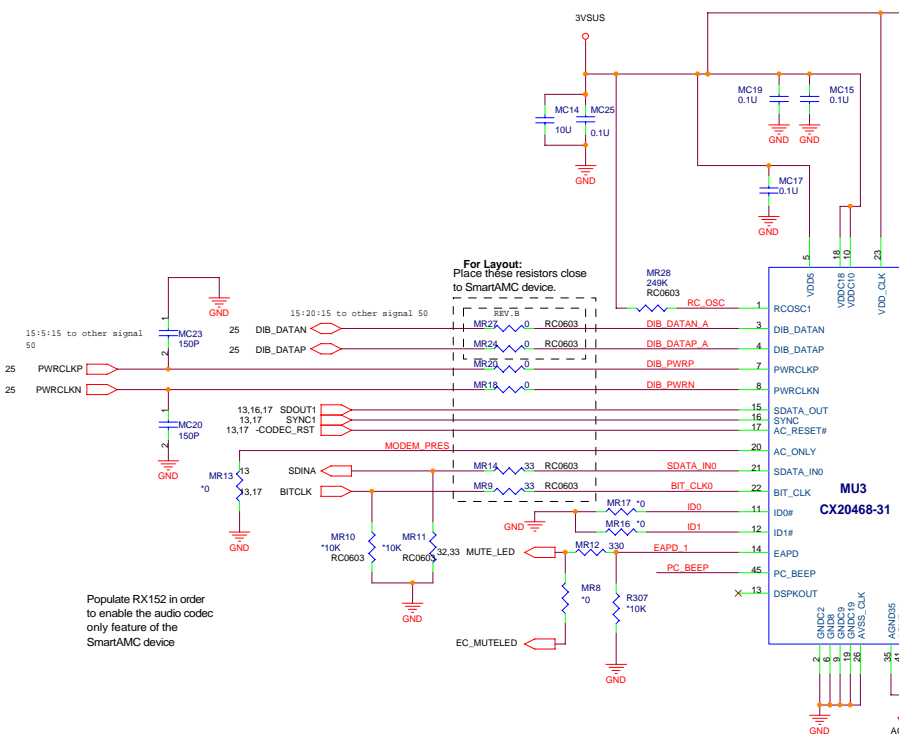 3VSUS
MC14
10U
MC25
0.1U
GND
MC19
0.1U
MC15
0.1U
GND
GND
MC17
0.1U
GND
5
18
10
23
VDD5
VDDC18
VDDC10
VDD_CLK
For Layout:
Place these resistors close
to SmartAMC device.
MR28
249K
RC0603
RC_OSC
1
RCOSC1
GND
15:20:15 to other signal 50
REV.B
15:5:15 to other signal
50
1
MC23
150P
2
25
DIB_DATAN
MR27
0
RC0603
DIB_DATAN_A
3
DIB_DATAN
25
DIB_DATAP
MR24
0
RC0603
DIB_DATAP_A
4
DIB_DATAP
25
PWRCLKP
MR20
0
DIB_PWRP
7
PWRCLKP
25
PWRCLKN
MR18
0
DIB_PWRN
8
PWRCLKN
1
MC20
150P
2
GND
13,16,17
SDOUT1
15
SDATA_OUT
13,17
SYNC1
16
SYNC
13,17
-CODEC_RST
17
AC_RESET#
MODEM_PRES
20
AC_ONLY
MR13
*0
13
13,17
GND
SDINA
MR14
33
RC0603
SDATA_IN0
21
SDATA_IN0
BITCLK
MR9
33
RC0603
BIT_CLK0
22
BIT_CLK
MU3
CX20468-31
MR17
*0
ID0
11
ID0#
GND
MR16
*0
ID1
12
ID1#
MR10
*10K
RC0603
MR11
*10K
RC0603
32,33
MUTE_LED
MR12
330
EAPD_1
14
EAPD
PC_BEEP
45
PC_BEEP
13
DSPKOUT
GND
MR8
*0
R307
*10K
EC_MUTELED
GND
Populate RX152 in order
to enable the audio codec
only feature of the
SmartAMC device
GNDC2
GND8
GNDC9
GNDC19
AVSS_CLK
AGND35
2
6
9
19
26
35
41
GND